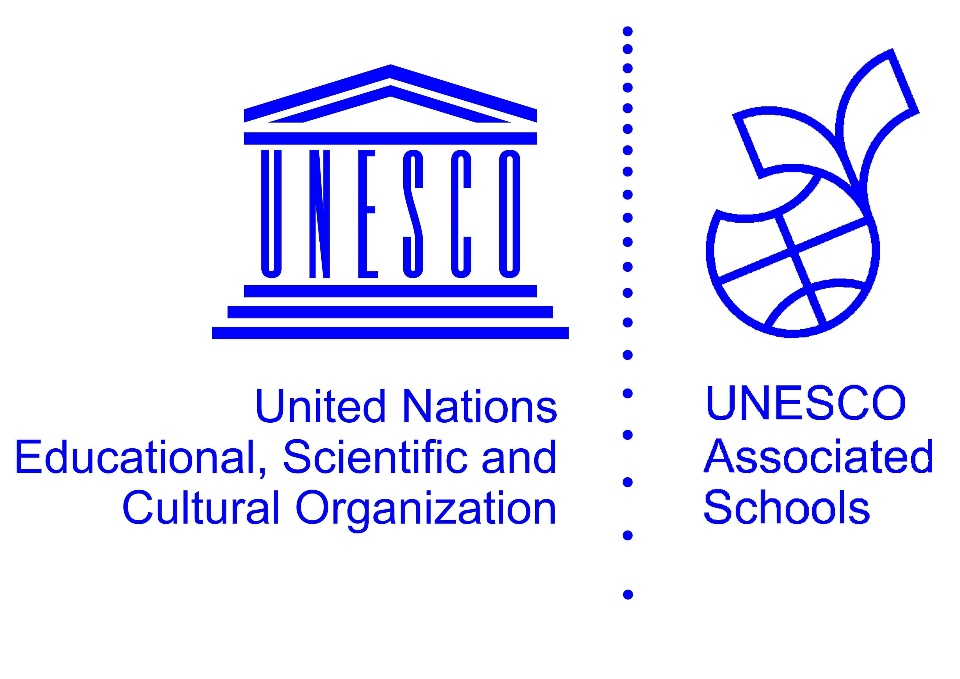 UNESCO
United Nations
Educational, Scientific and
Cultural Organization
UNESCO
Associated
Schools